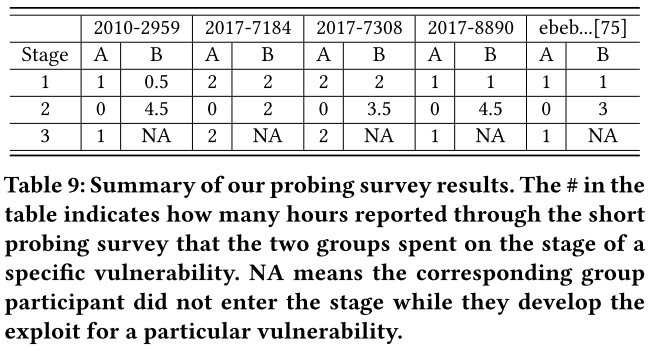 2010-2959 2017-7184 2017-7308 2017-8890 ebeb...[75]
Stage A B A B A B A B A B
1 1 0.5 2 2 2 2 1 1 1 1
2 0 4.5 0 2 0 3.5 0 4.5 0 3
3 1 NA 2 NA 2 NA 1 NA 1 NA
Table 9: Summary of our probing survey results. The # in the
table indicates how many hours reported through the short
probing survey that the two groups spent on the stage of a
specific vulnerability. NA means the corresponding group
participant did not enter the stage while they develop the
exploit for a particular vulnerability.